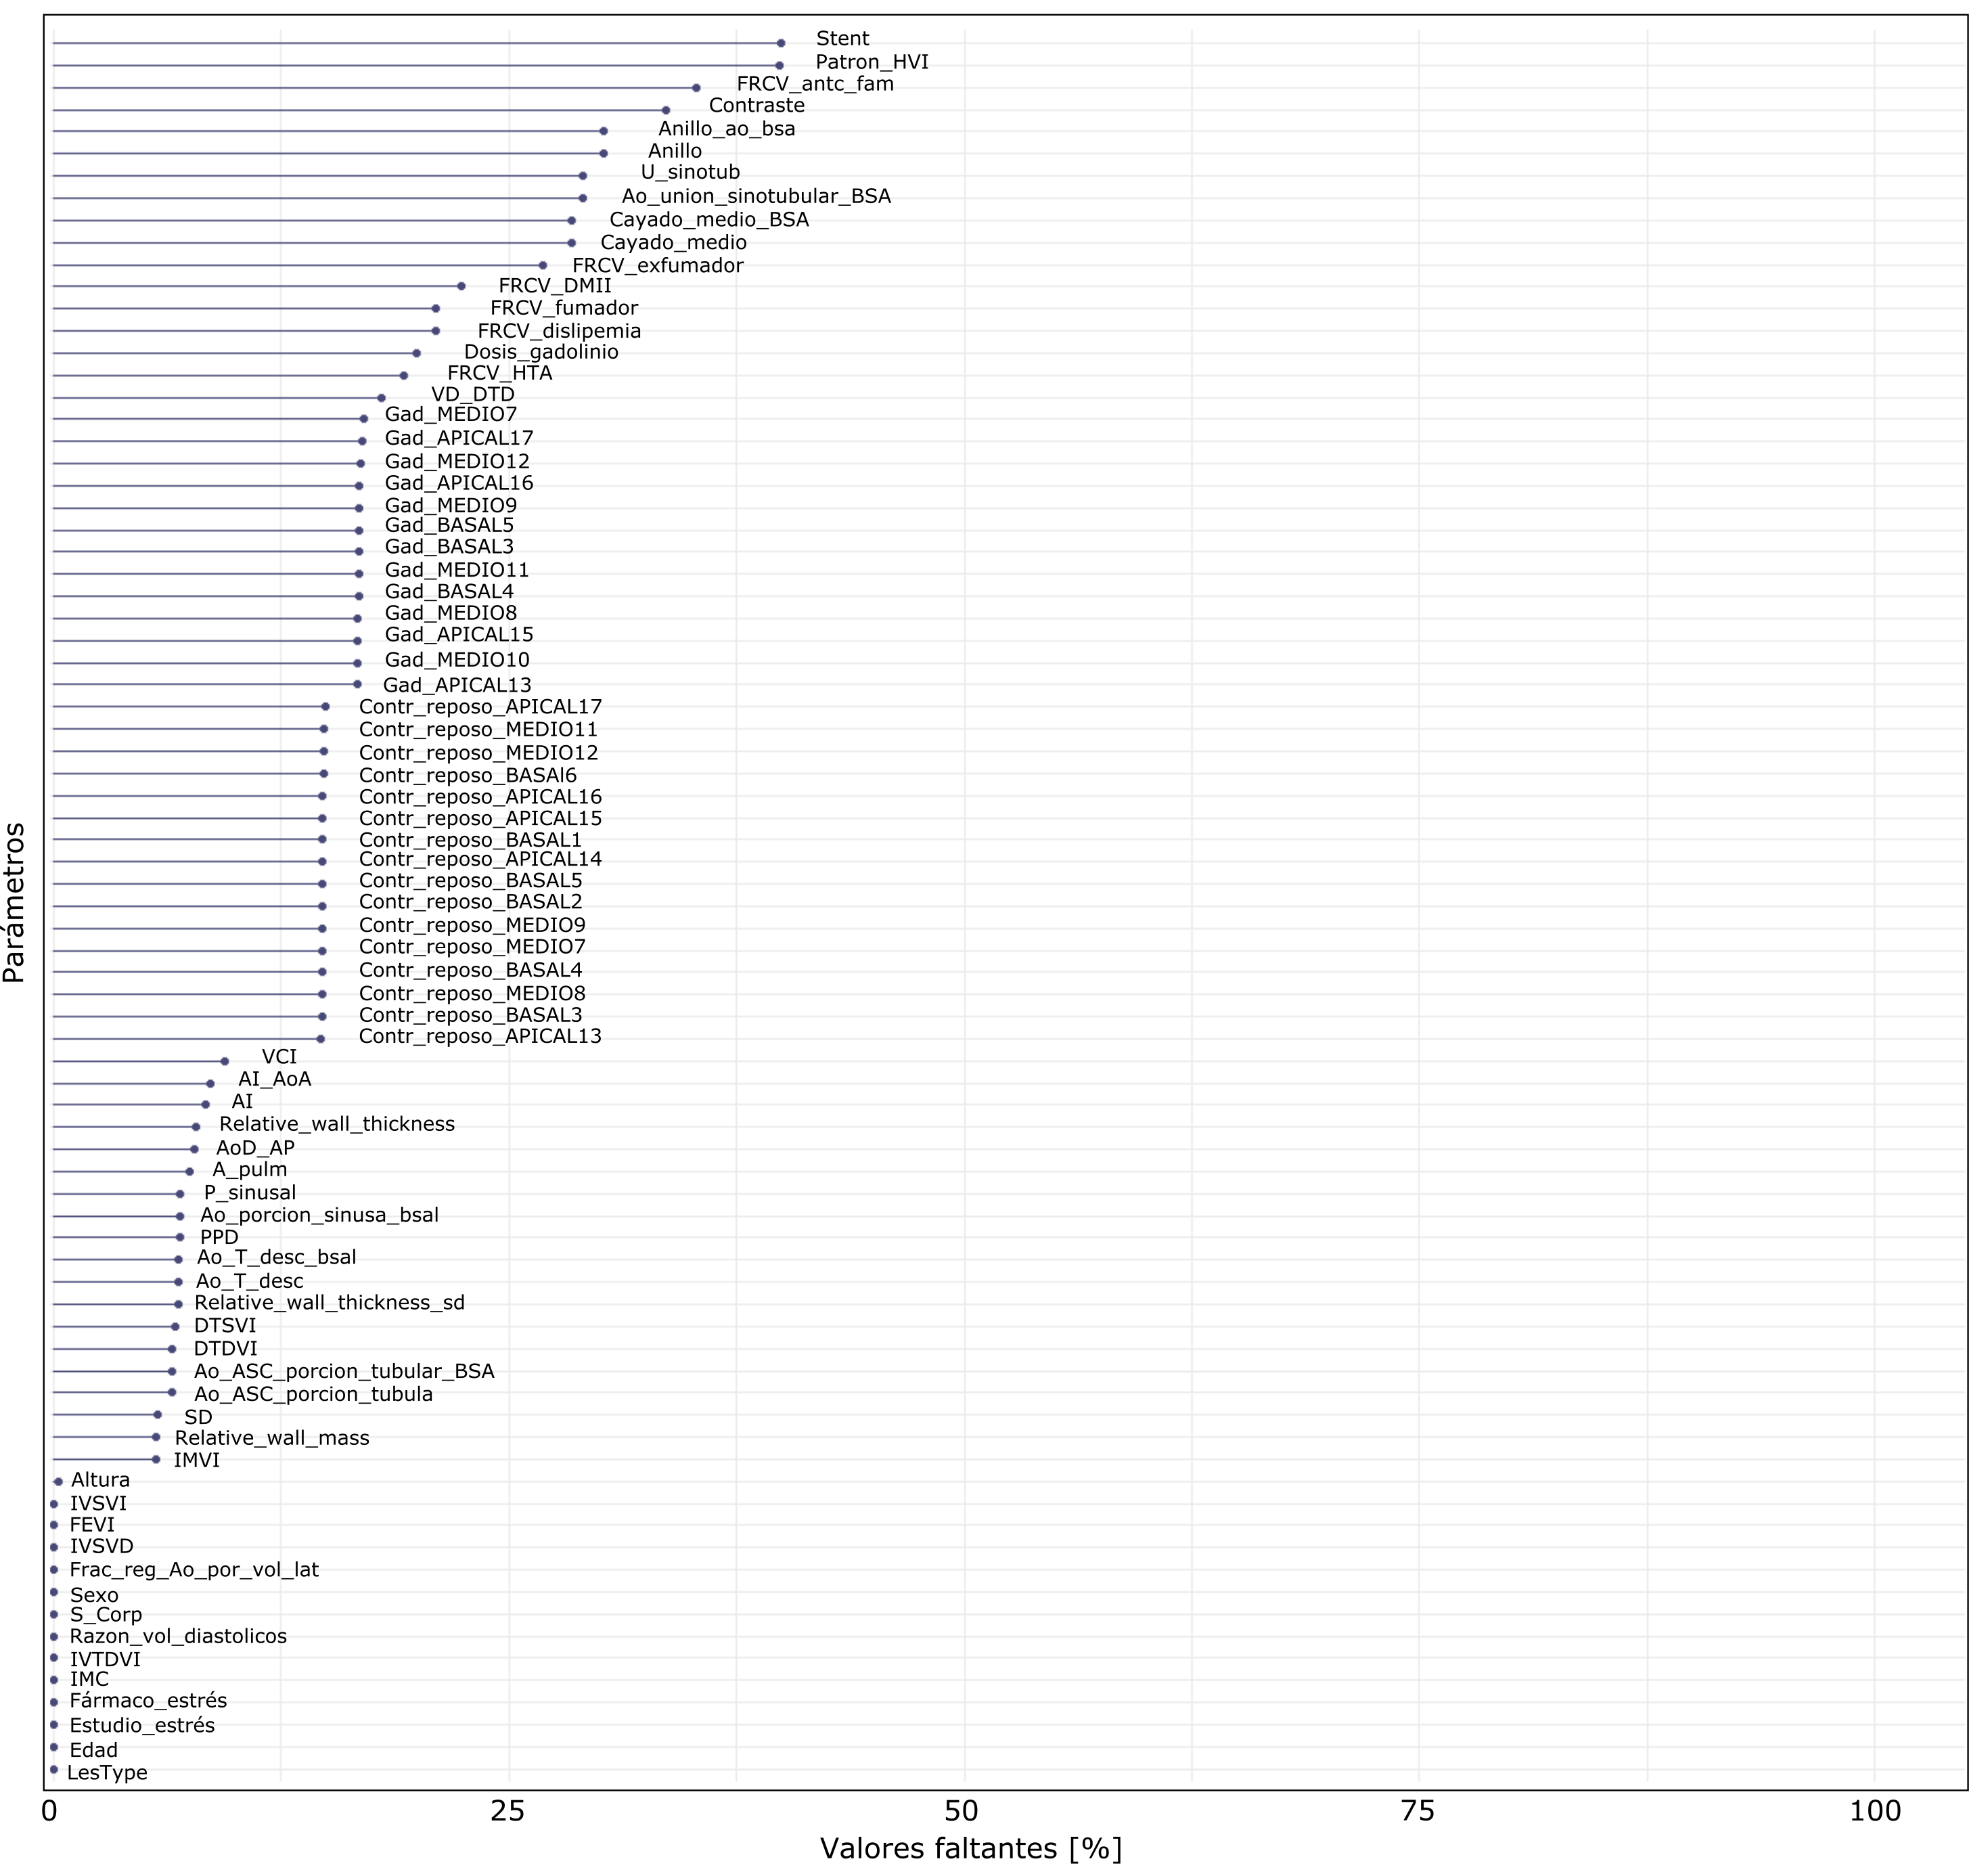 Stent
Patron_HVI
FRCV_antc_fam
Contraste
Anillo_ao_bsa
Anillo
U_sinotub
Ao_union_sinotubular_BSA
Cayado_medio_BSA
Cayado_medio
FRCV_exfumador
FRCV_DMII
FRCV_fumador
FRCV_dislipemia
Dosis_gadolinio
FRCV_HTA
VD_DTD
Gad_MEDIO7
Gad_APICAL17
Gad_MEDIO12
Gad_APICAL16
Gad_MEDIO9
Gad_BASAL5
Gad_BASAL3
Gad_MEDIO11
Gad_BASAL4
Gad_MEDIO8
Gad_APICAL15
Gad_MEDIO10
Gad_APICAL13
Contr_reposo_APICAL17
Contr_reposo_MEDIO11
Contr_reposo_MEDIO12
Contr_reposo_BASAl6
Contr_reposo_APICAL16
Contr_reposo_APICAL15
Contr_reposo_BASAL1
Contr_reposo_APICAL14
Contr_reposo_BASAL5
Contr_reposo_BASAL2
Contr_reposo_MEDIO9
Contr_reposo_MEDIO7
Contr_reposo_BASAL4
Contr_reposo_MEDIO8
Contr_reposo_BASAL3
Contr_reposo_APICAL13
VCI
AI_AoA
AI
Relative_wall_thickness
AoD_AP
A_pulm
P_sinusal
Ao_porcion_sinusa_bsal
PPD
Ao_T_desc_bsal
Ao_T_desc
Relative_wall_thickness_sd
DTSVI
DTDVI
Ao_ASC_porcion_tubular_BSA
Ao_ASC_porcion_tubula
SD
Relative_wall_mass
IMVI
Altura
IVSVI
FEVI
IVSVD
Frac_reg_Ao_por_vol_lat
Sexo
S_Corp
Razon_vol_diastolicos
IVTDVI
IMC
Fármaco_estrés
Estudio_estrés
Edad
LesType
Parámetros
0 25 50 75 100
Valores faltantes [%]